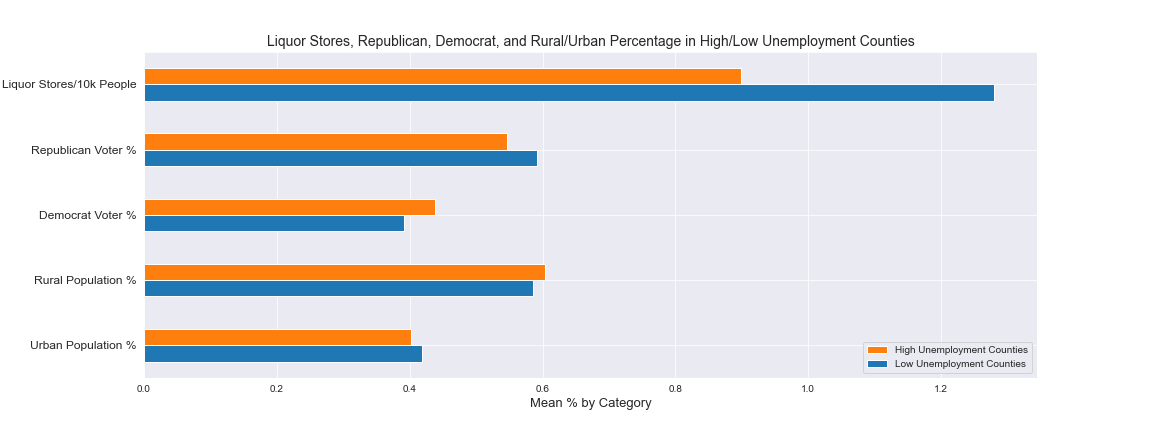 Liquor Stores, Republican, Democrat, and Rural/Urban Percentage in High/Low Unemployment Counties
Liquor Stores/10k People
Republican Voter %
Democrat Voter %
Rural Population %
Urban Population %
High Unemployment Counties
Low Unemployment Counties
0.0 0.2 0.4 0.6 0.8 1.0 1.2
Mean % by Category